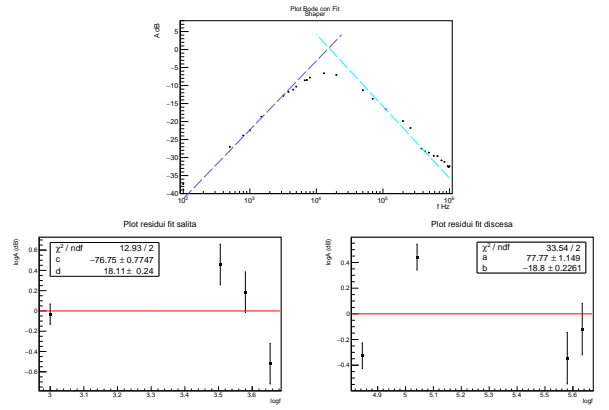 Plot Bode con Fit
Shaper
A dB
5
0
−5
−10
−15
−20
−25
−30
−35
−40
10² 10³ 10⁴ 10⁵ 10⁶
f Hz
Plot residui fit salita
logA (dB)
χ² / ndf 12.93 / 2
c −76.75 ± 0.7747
d 18.11 ± 0.24
0.6
0.4
0.2
0
−0.2
−0.4
−0.6
3 3.1 3.2 3.3 3.4 3.5 3.6
logf
Plot residui fit discesa
logA (dB)
χ² / ndf 33.54 / 2
a 77.77 ± 1.149
b −18.8 ± 0.2261
0.4
0.2
0
−0.2
−0.4
4.9 5 5.1 5.2 5.3 5.4 5.5 5.6
logf